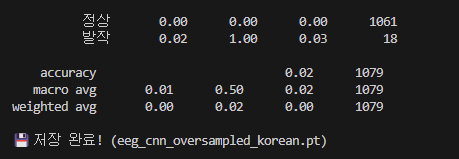 정상 0.00 0.00 0.00 1061
발작 0.02 1.00 0.03 18
accuracy 0.02 1079
macro avg 0.01 0.50 0.02 1079
weighted avg 0.00 0.02 0.00 1079
💾 저장 완료! (eeg_cnn_oversampled_korean.pt)